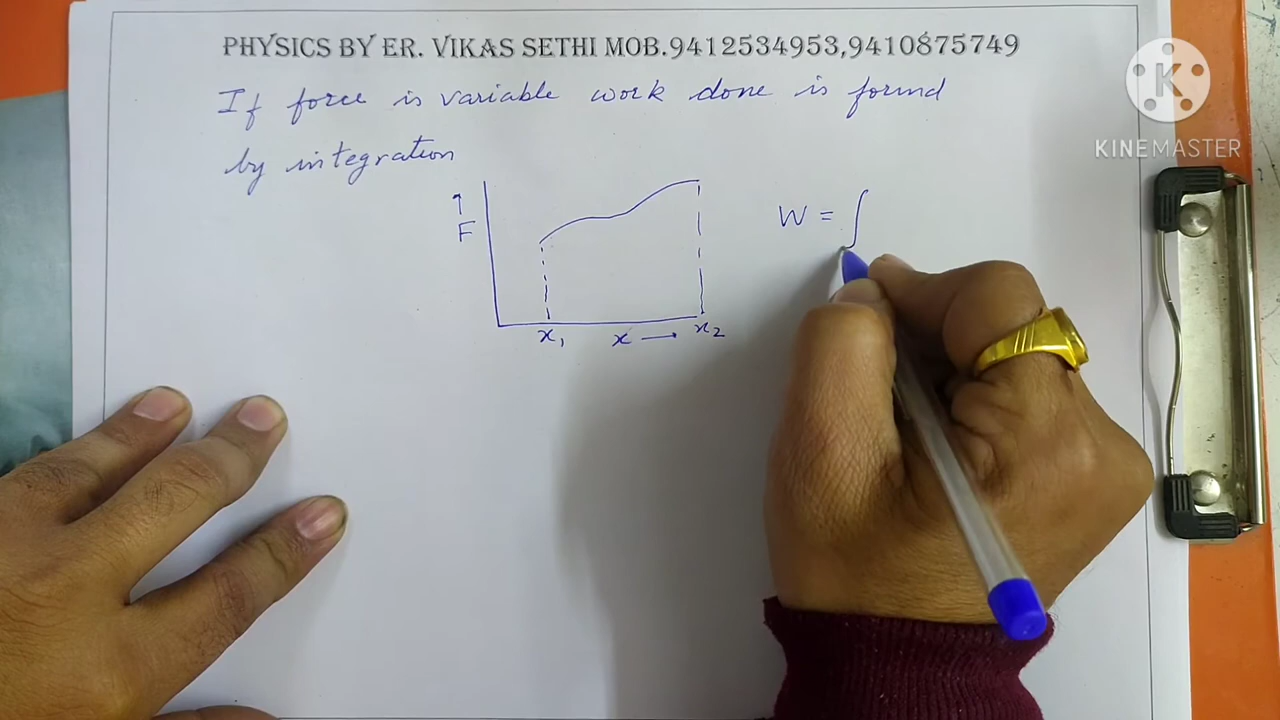 PHYSICS BY ER. VIKAS SETHI MOB.9412534953,9410875749
If force is variable work done is found
by integration
↑
F
W = ∫
x₁ x → x₂
K
KINEMASTER